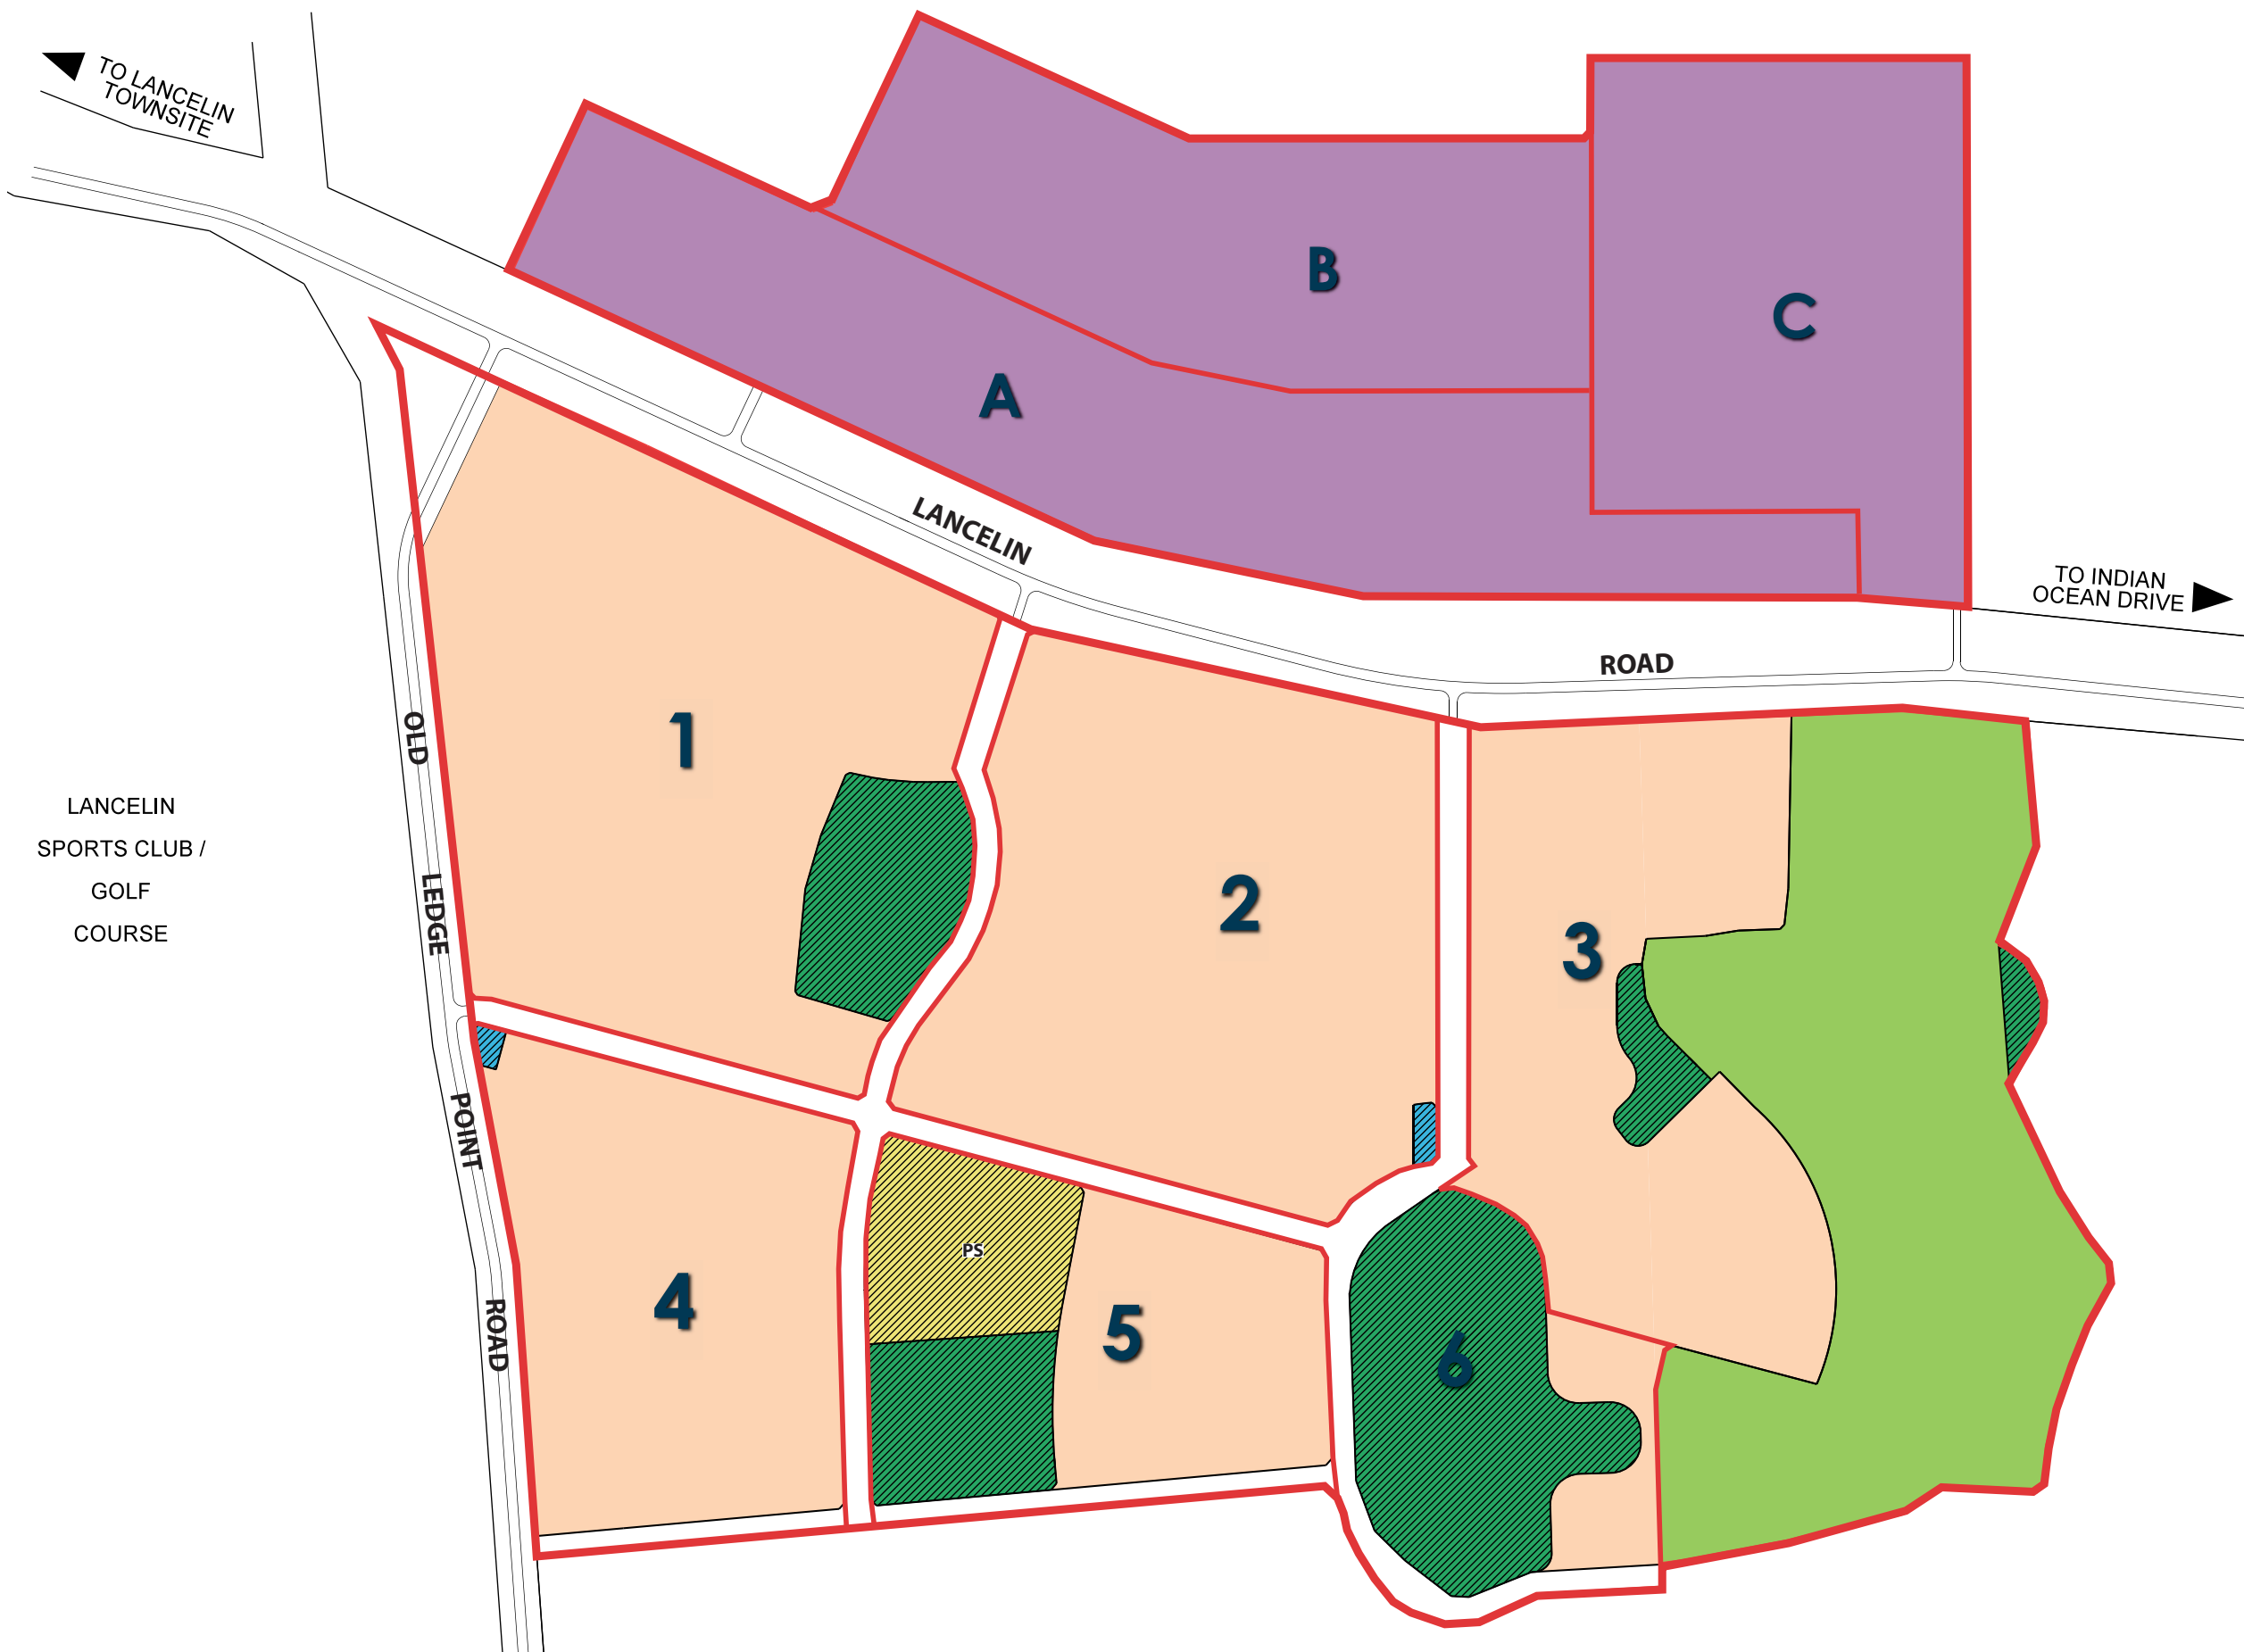 TO LANCELIN
TOWNSITE
B
C
A
LANCELIN
ROAD
TO INDIAN
OCEAN DRIVE
1
OLD
LEDGE
POINT
ROAD
LANCELIN
SPORTS CLUB /
GOLF
COURSE
2
3
PS
4
5
6